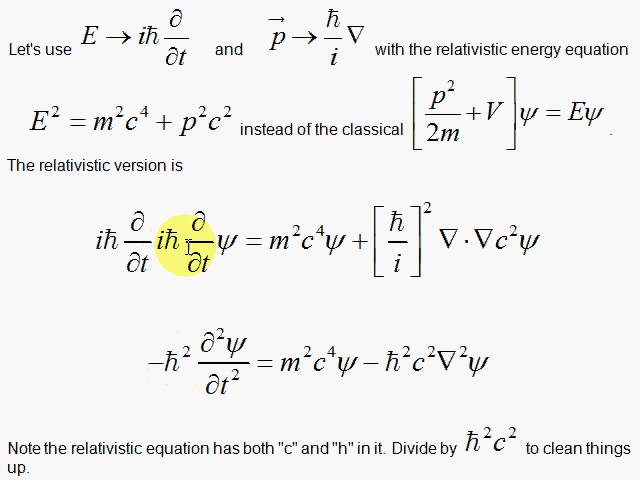 Let's use E → iħ ∂/∂t and p⃗ → ħ/i ∇ with the relativistic energy equation
E² = m²c⁴ + p²c² instead of the classical [p²/2m + V]ψ = Eψ .
The relativistic version is
iħ ∂/∂t iħ ∂/∂t ψ = m²c⁴ψ + [ħ/i]² ∇·∇c²ψ
−ħ² ∂²ψ/∂t² = m²c⁴ψ − ħ²c²∇²ψ
Note the relativistic equation has both "c" and "h" in it. Divide by ħ²c² to clean things
up.